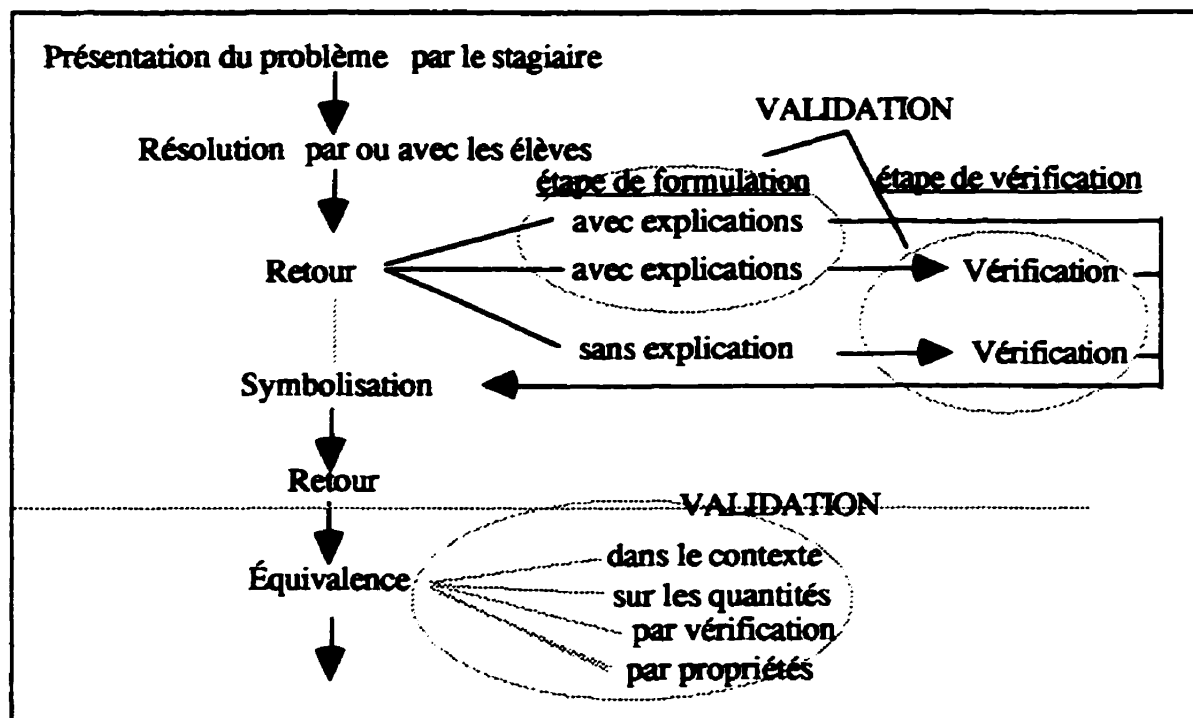 Présentation du problème par le stagiaire
VALIDATION
Résolution par ou avec les élèves
étape de formulation
étape de vérification
avec explications
Retour
avec explications
Vérification
sans explication
Vérification
Symbolisation
Retour
VALIDATION
Équivalence
dans le contexte
sur les quantités
par vérification
par propriétés